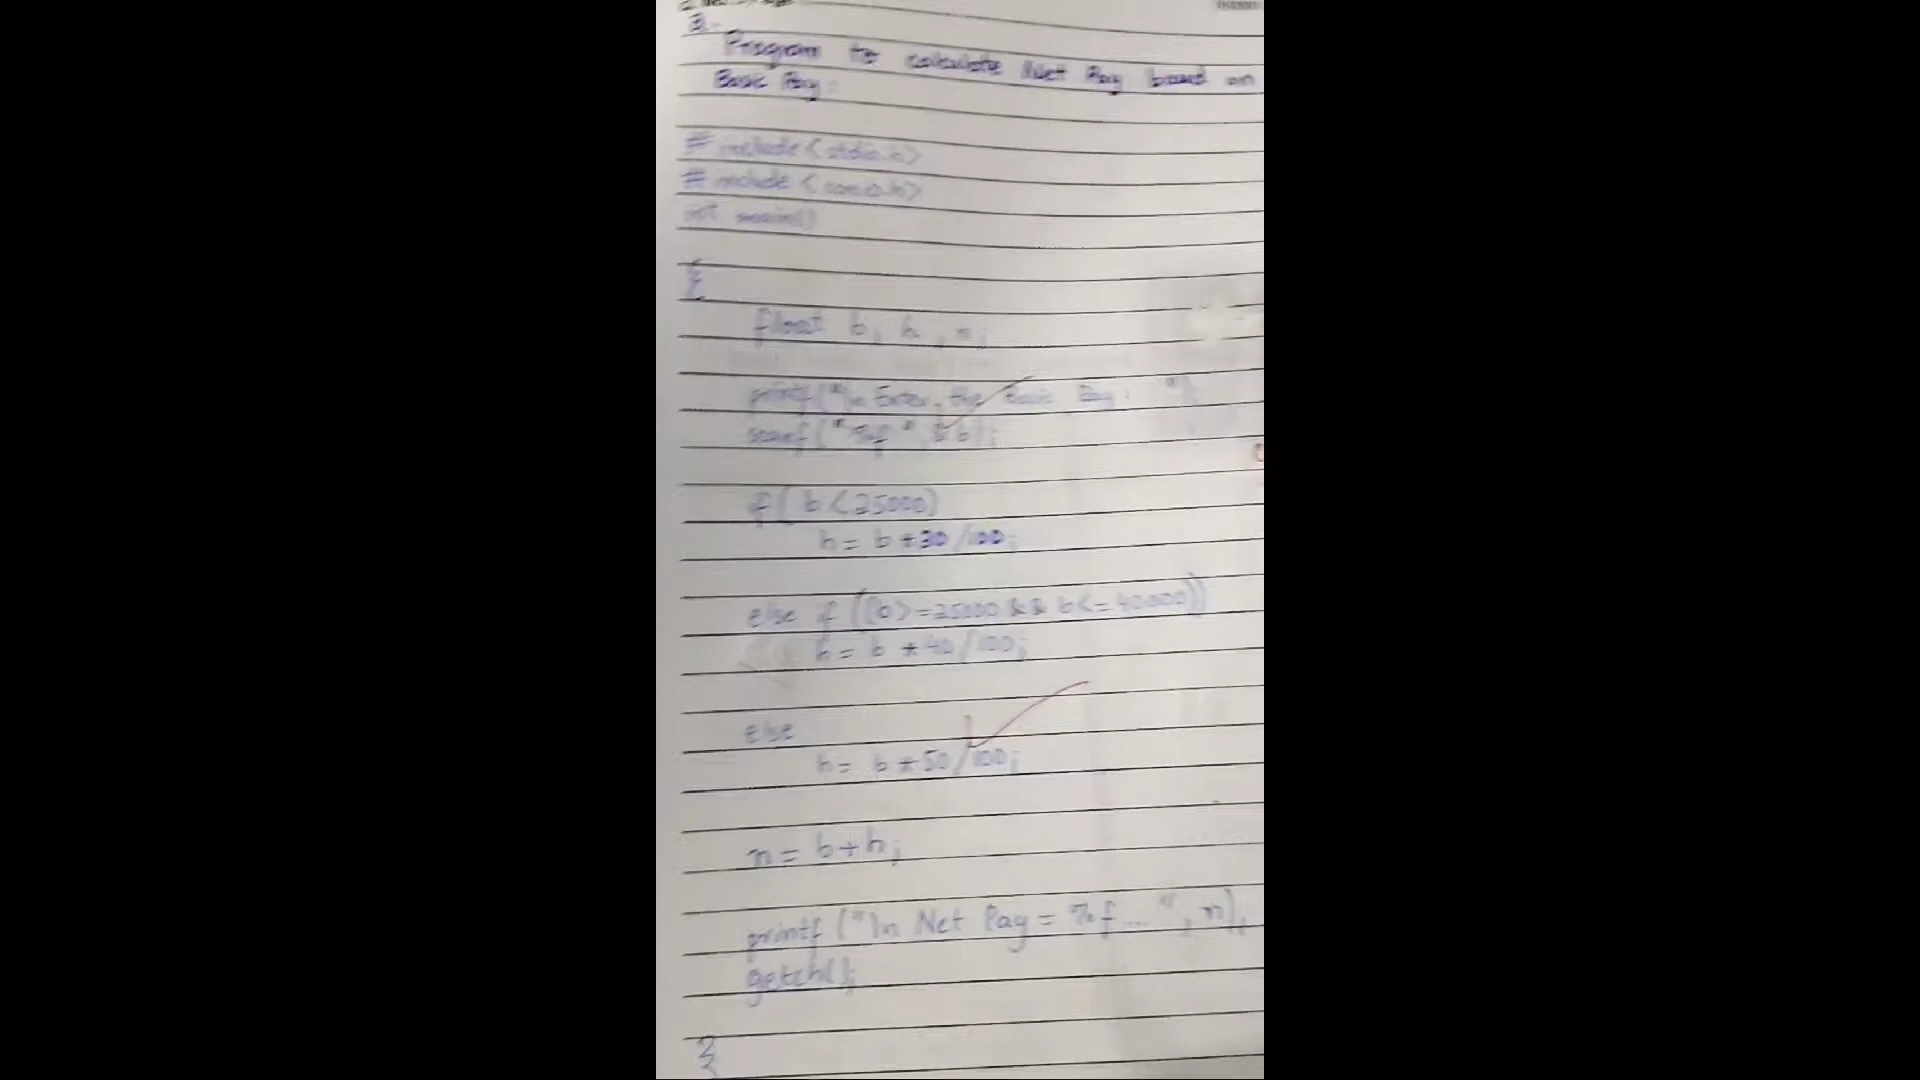 3.
Program to calculate Net Pay based on
Basic Pay:
# include <stdio.h>
# include <conio.h>
int main()
{
float b, h, n;
printf("\n Enter the Basic Pay: ");
scanf("%f", &b);
if( b <25000)
h = b *30/100;
else if ((b>=25000 && b<=40000))
h = b *40/100;
else
h = b *50/100;
n = b+h;
printf ("\n Net Pay = %f... ", n);
getch();
}